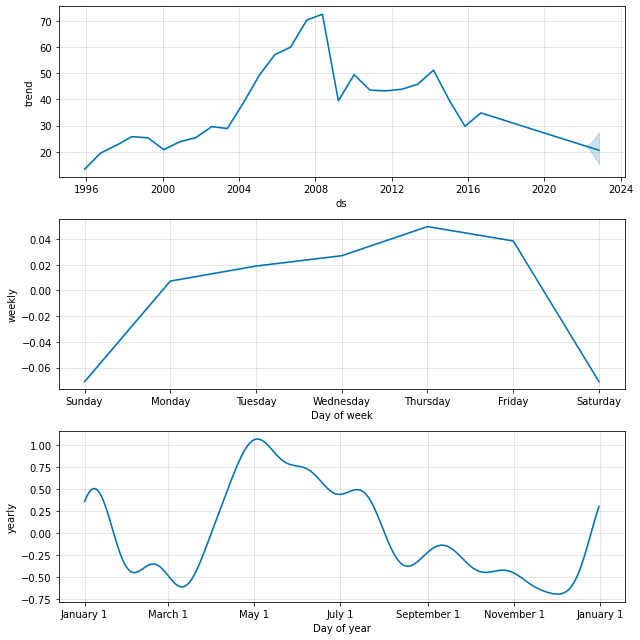 70
60
50
40
30
20
trend
1996 2000 2004 2008 2012 2016 2020 2024
ds
0.04
0.02
0.00
−0.02
−0.04
−0.06
weekly
Sunday Monday Tuesday Wednesday Thursday Friday Saturday
Day of week
1.00
0.75
0.50
0.25
0.00
−0.25
−0.50
−0.75
yearly
January 1 March 1 May 1 July 1 September 1 November 1 January 1
Day of year